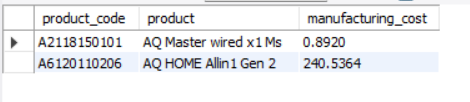 product_code product manufacturing_cost
A2118150101 AQ Master wired x1 Ms 0.8920
A6120110206 AQ HOME Allin1 Gen 2 240.5364